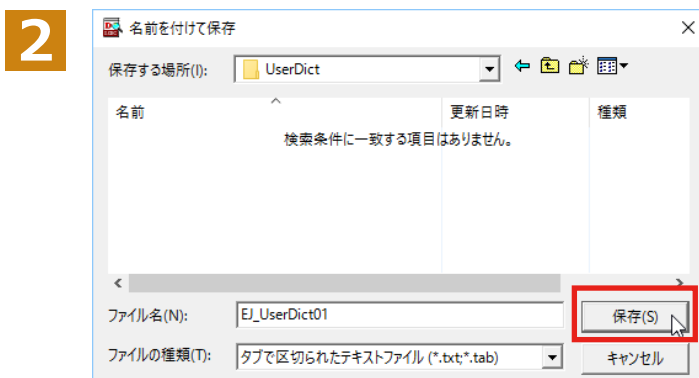 2
名前を付けて保存
保存する場所(I): UserDict
名前 更新日時 種類
検索条件に一致する項目はありません。
ファイル名(N): EJ_UserDict01 保存(S)
ファイルの種類(T): タブで区切られたテキストファイル (*.txt;*.tab) キャンセル